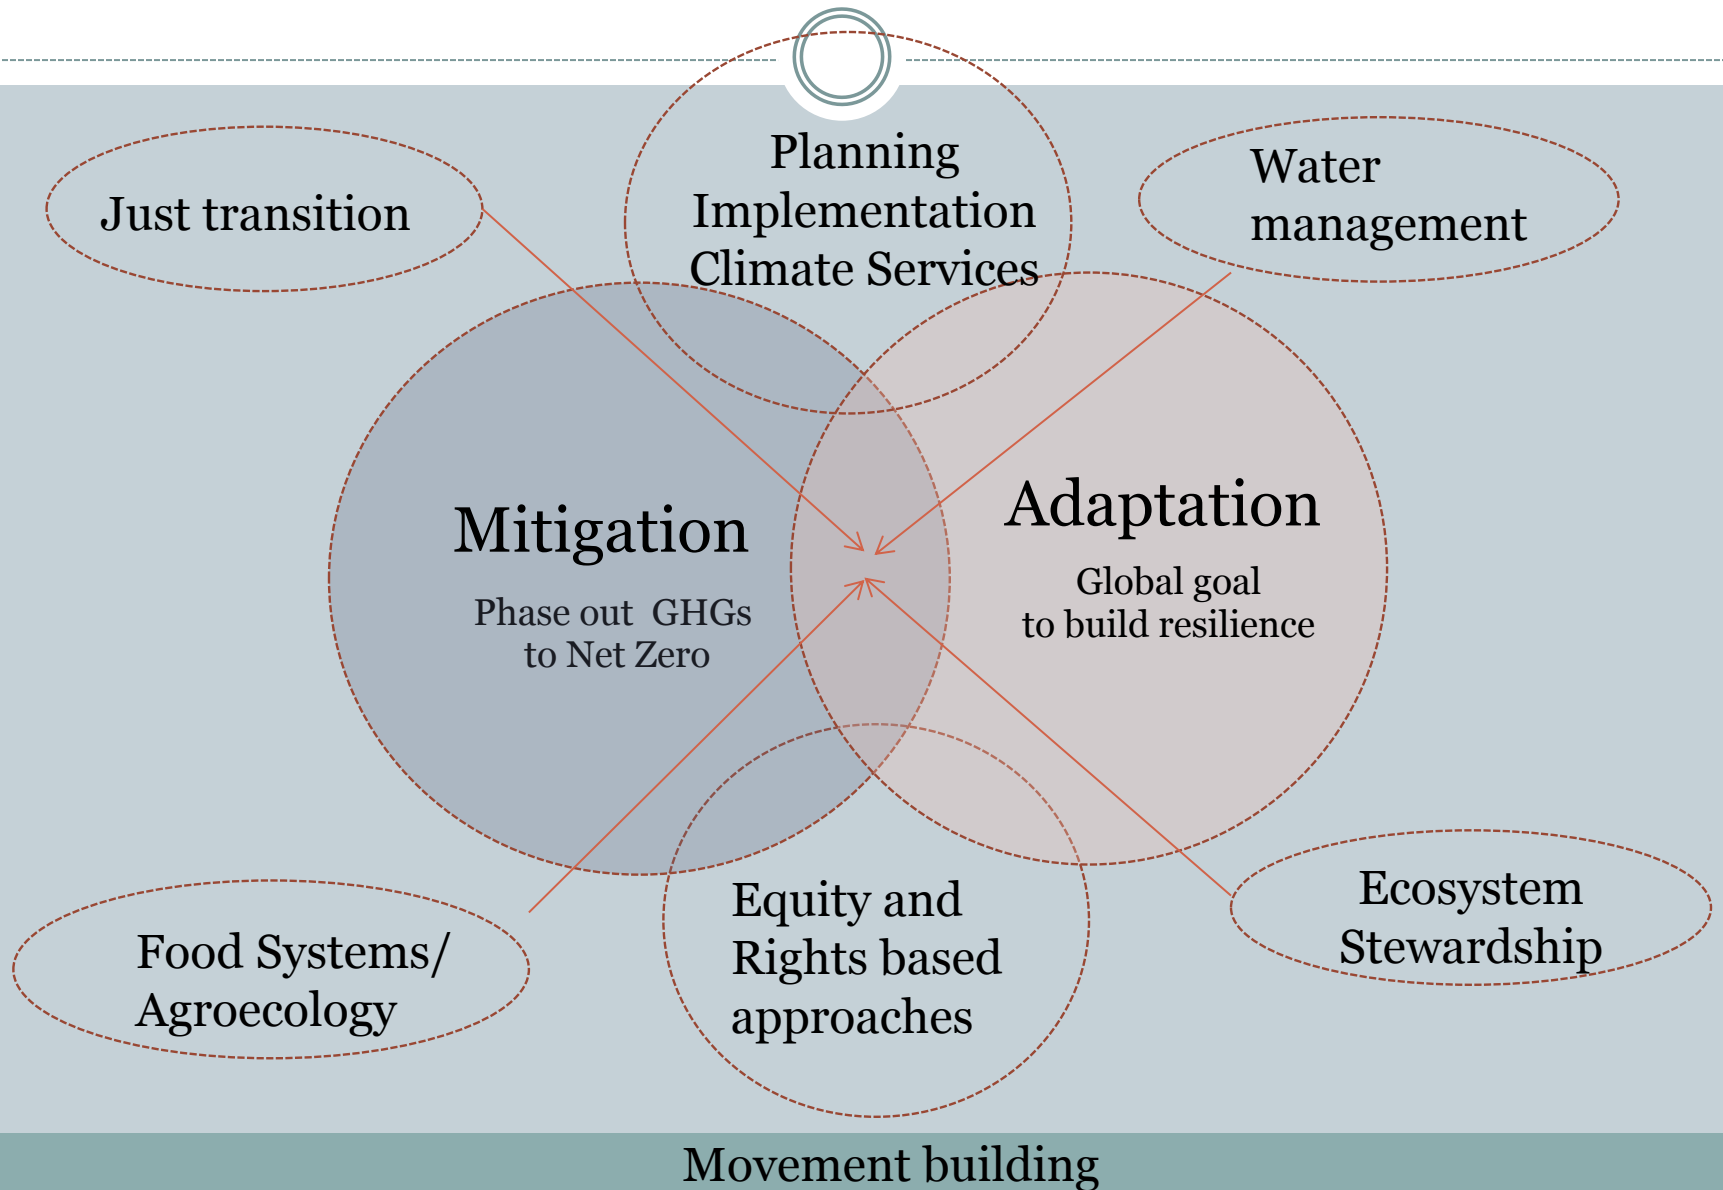 Planning
Implementation
Climate Services
Just transition
Water
management
Mitigation
Phase out  GHGs
to Net Zero
Adaptation
Global goal
to build resilience
Food Systems/
Agroecology
Equity and
Rights based
approaches
Ecosystem
Stewardship
Movement building